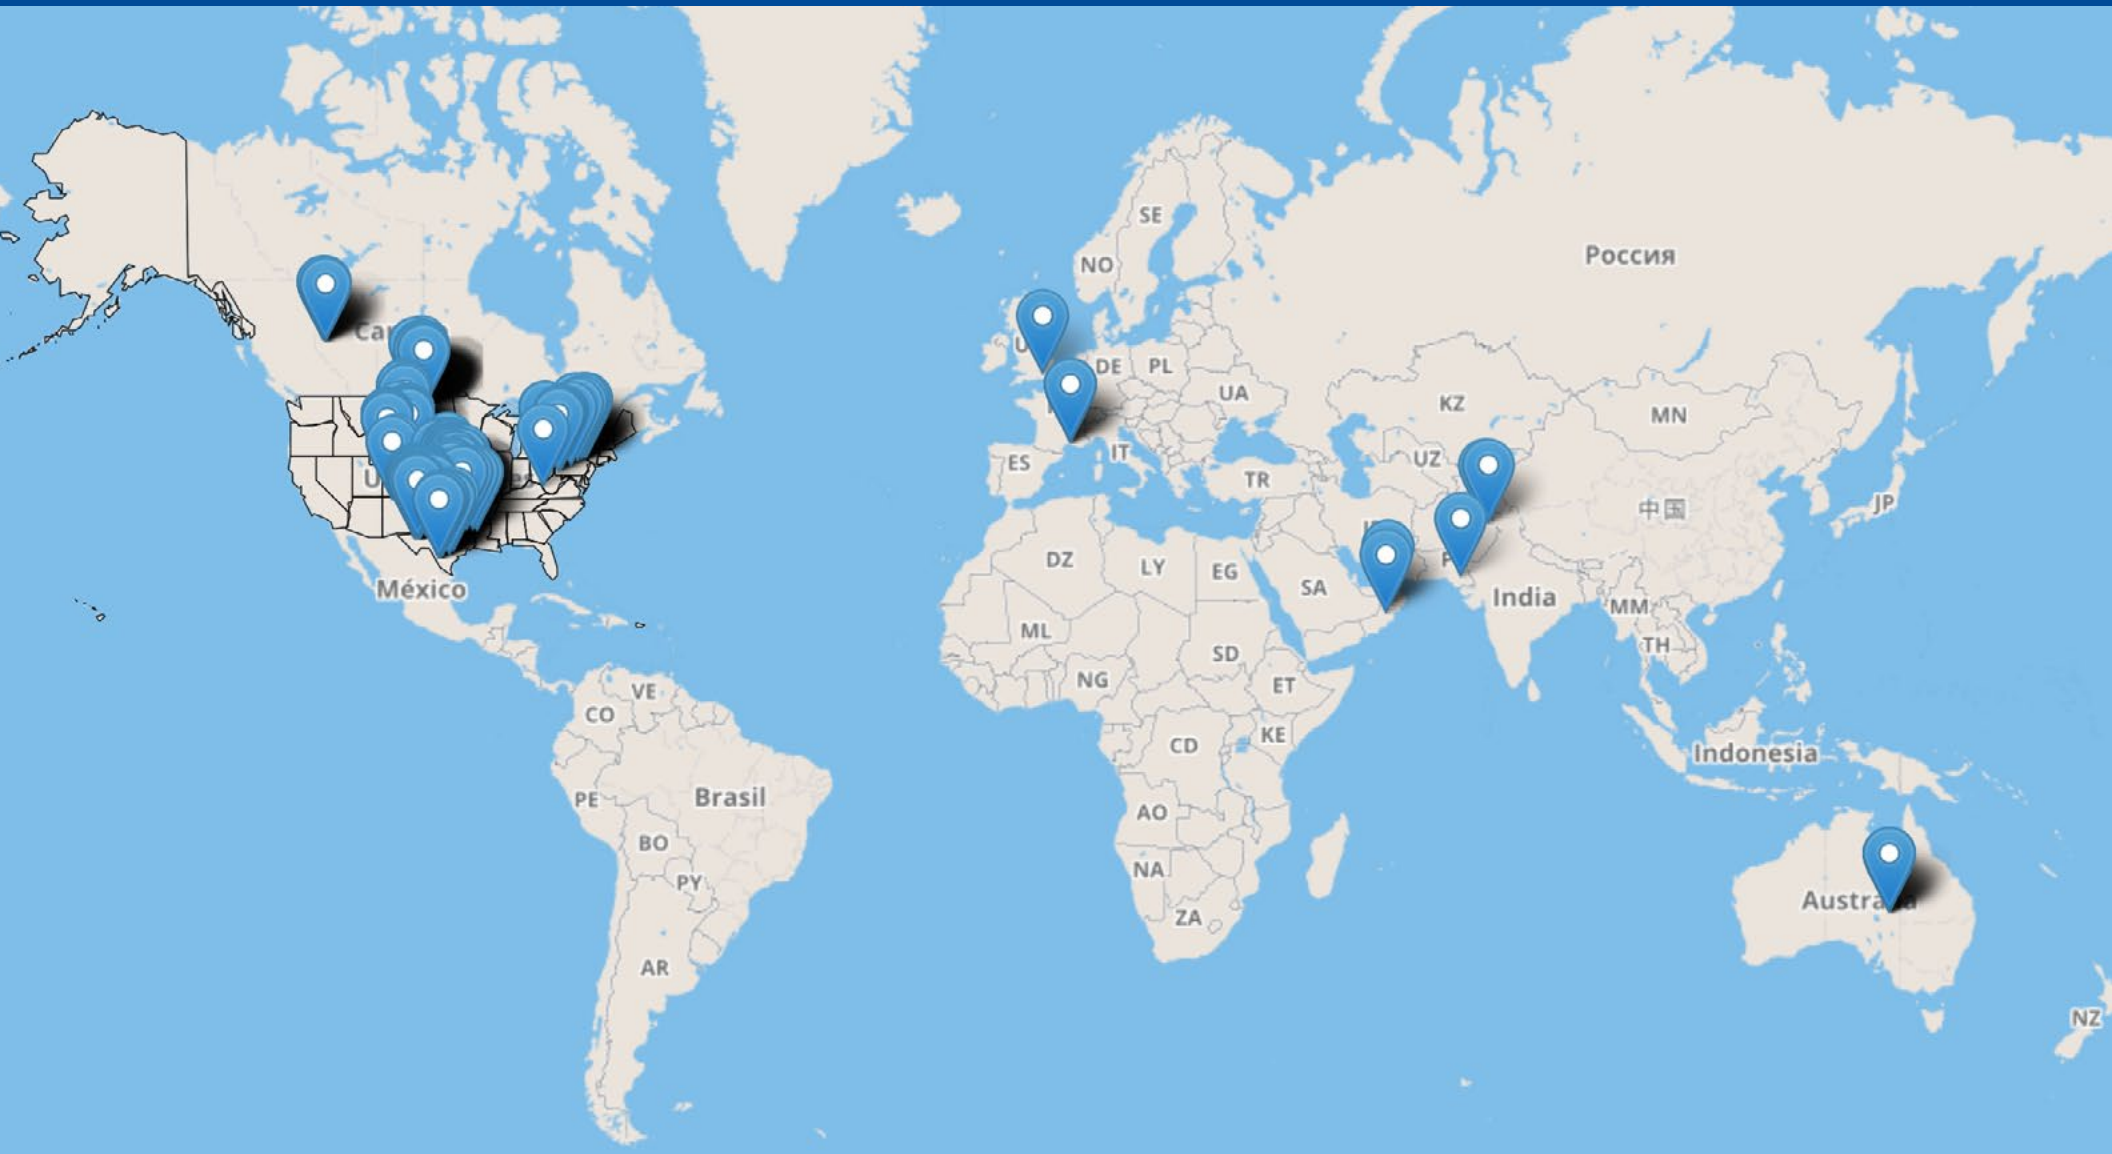 SE
Россия
NO
DE
PL
UA
KZ
MN
IT
ES
UZ
TR
中国
JP
DZ
LY
EG
SA
India
México
MM
ML
TH
SD
NG
ET
VE
CO
KE
CD
Indonesia
PE
Brasil
AO
BO
NA
PY
ZA
AR
NZ